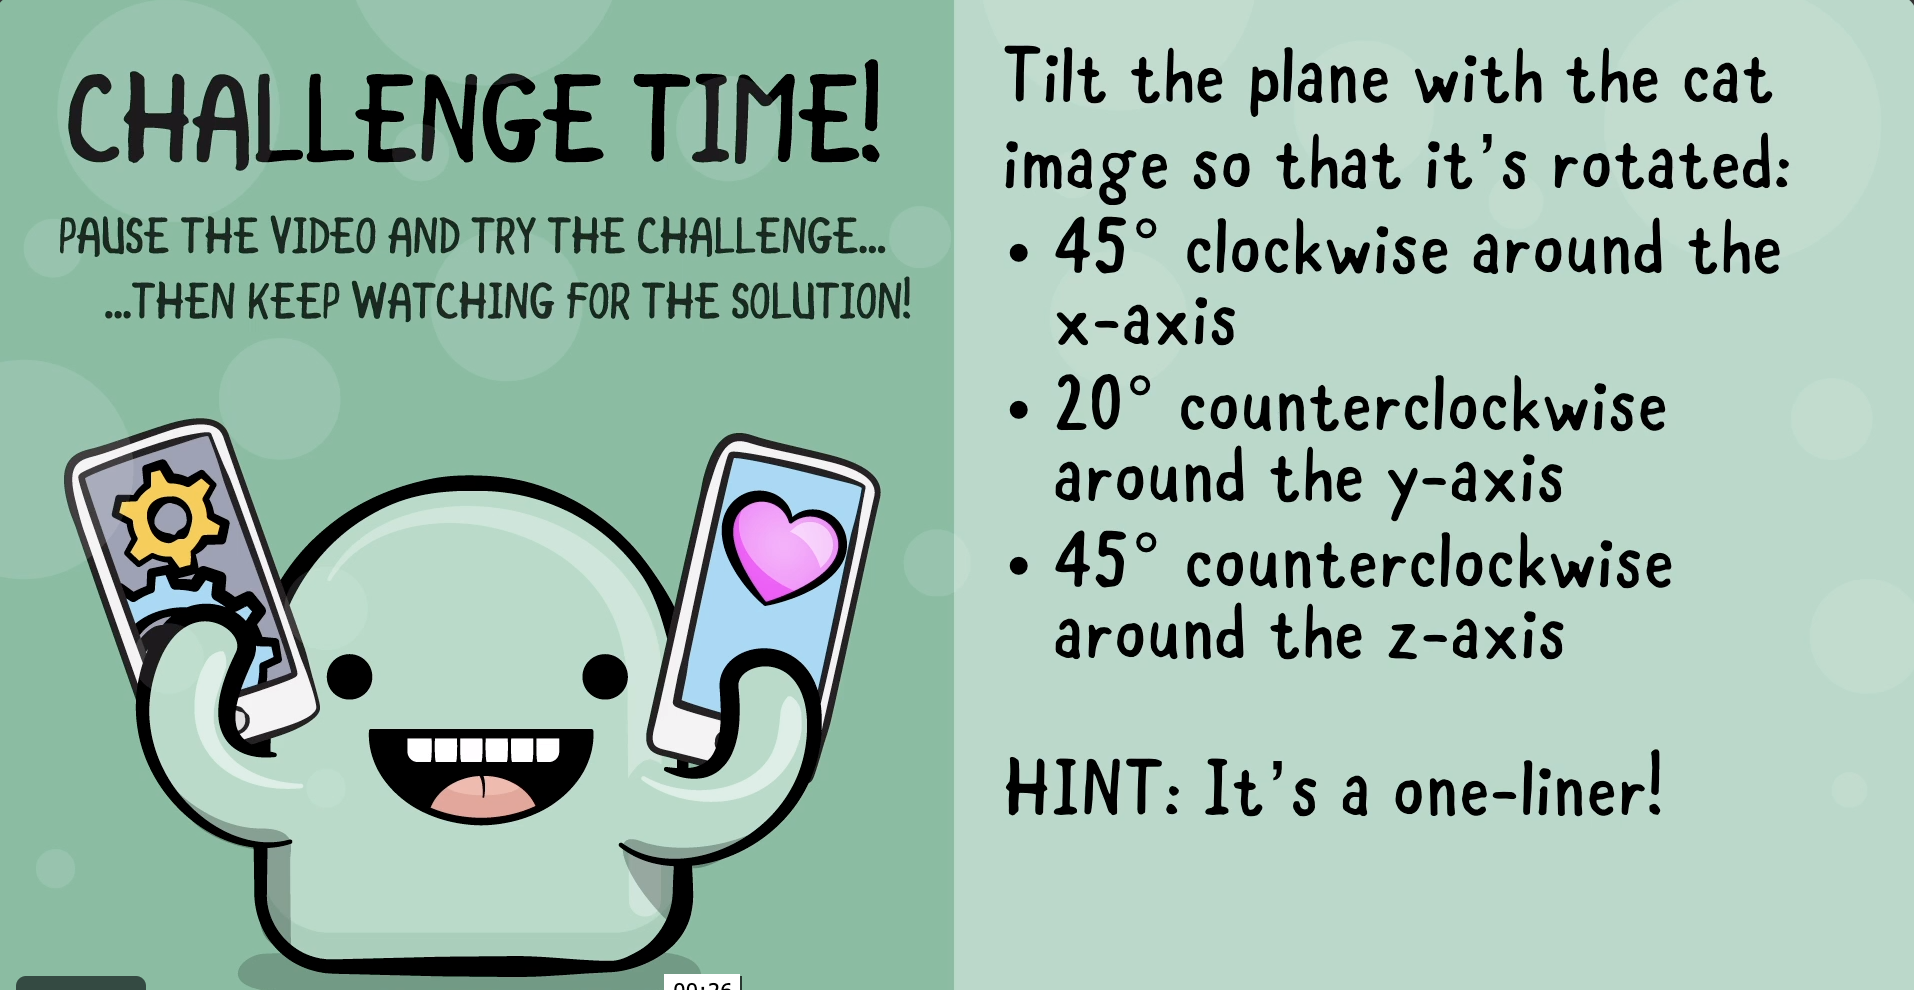 CHALLENGE TIME!
PAUSE THE VIDEO AND TRY THE CHALLENGE...
...THEN KEEP WATCHING FOR THE SOLUTION!
Tilt the plane with the cat
image so that it's rotated:
• 45° clockwise around the
x-axis
• 20° counterclockwise
around the y-axis
• 45° counterclockwise
around the z-axis
HINT: It's a one-liner!
00:26